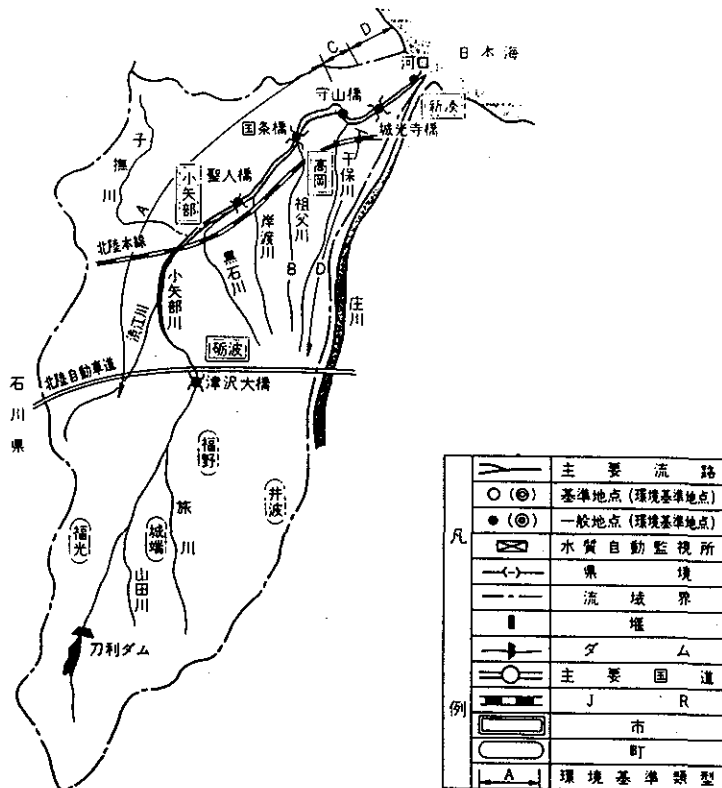 C
D
日本海
河口
守山橋
新湊
国条橋
城光寺橋
子撫川
聖人橋
小矢部
高岡
千保川
A
祖父川
岸渡川
北陸本線
黒石川
B
D
小矢部川
庄川
渋江川
砺波
北陸自動車道
津沢大橋
石川県
福野
井波
旅川
福光
城端
山田川
刀利ダム
凡例
主要流路
○(◎) 基準地点(環境基準地点)
●(◎) 一般地点(環境基準地点)
水質自動監視所
県境
流域界
堰
ダム
主要国道
JR
市
町
A 環境基準類型